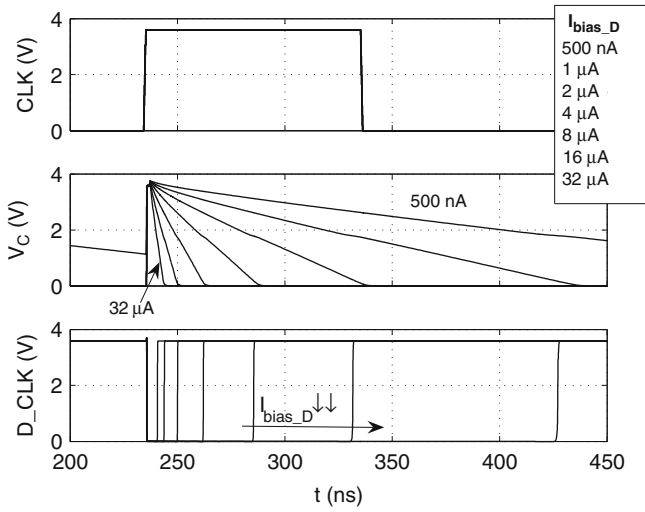 4
2
0
CLK (V)
I_bias_D
500 nA
1 μA
2 μA
4 μA
8 μA
16 μA
32 μA
4
2
0
V_C (V)
500 nA
32 μA
4
2
0
D_CLK (V)
I_bias_D ↓↓
200
250
300
350
400
450
t (ns)